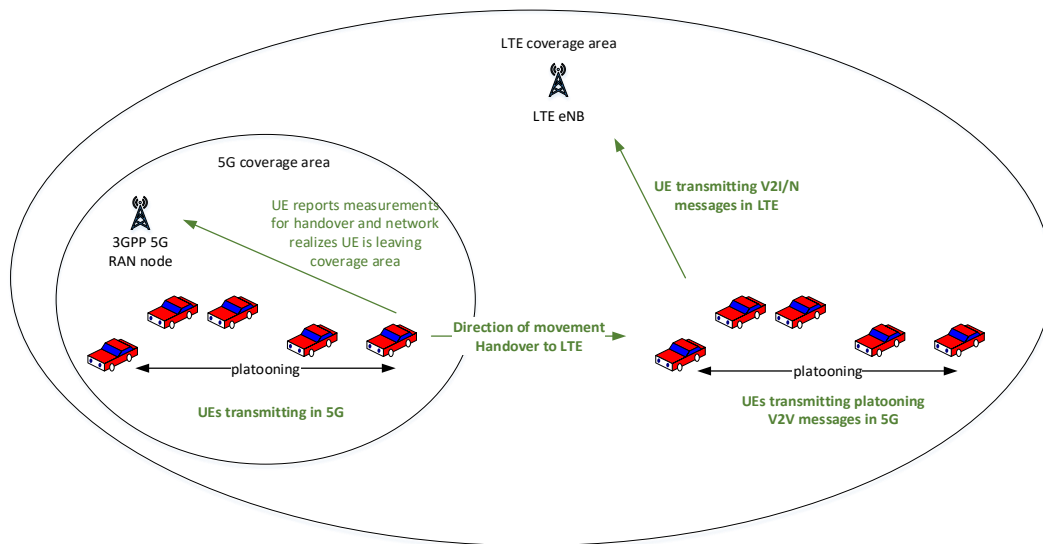 LTE coverage area
LTE eNB
5G coverage area
UE reports measurements
for handover and network
realizes UE is leaving
coverage area
3GPP 5G
RAN node
UE transmitting V2I/N
messages in LTE
Direction of movement
Handover to LTE
platooning
platooning
UEs transmitting in 5G
UEs transmitting platooning
V2V messages in 5G